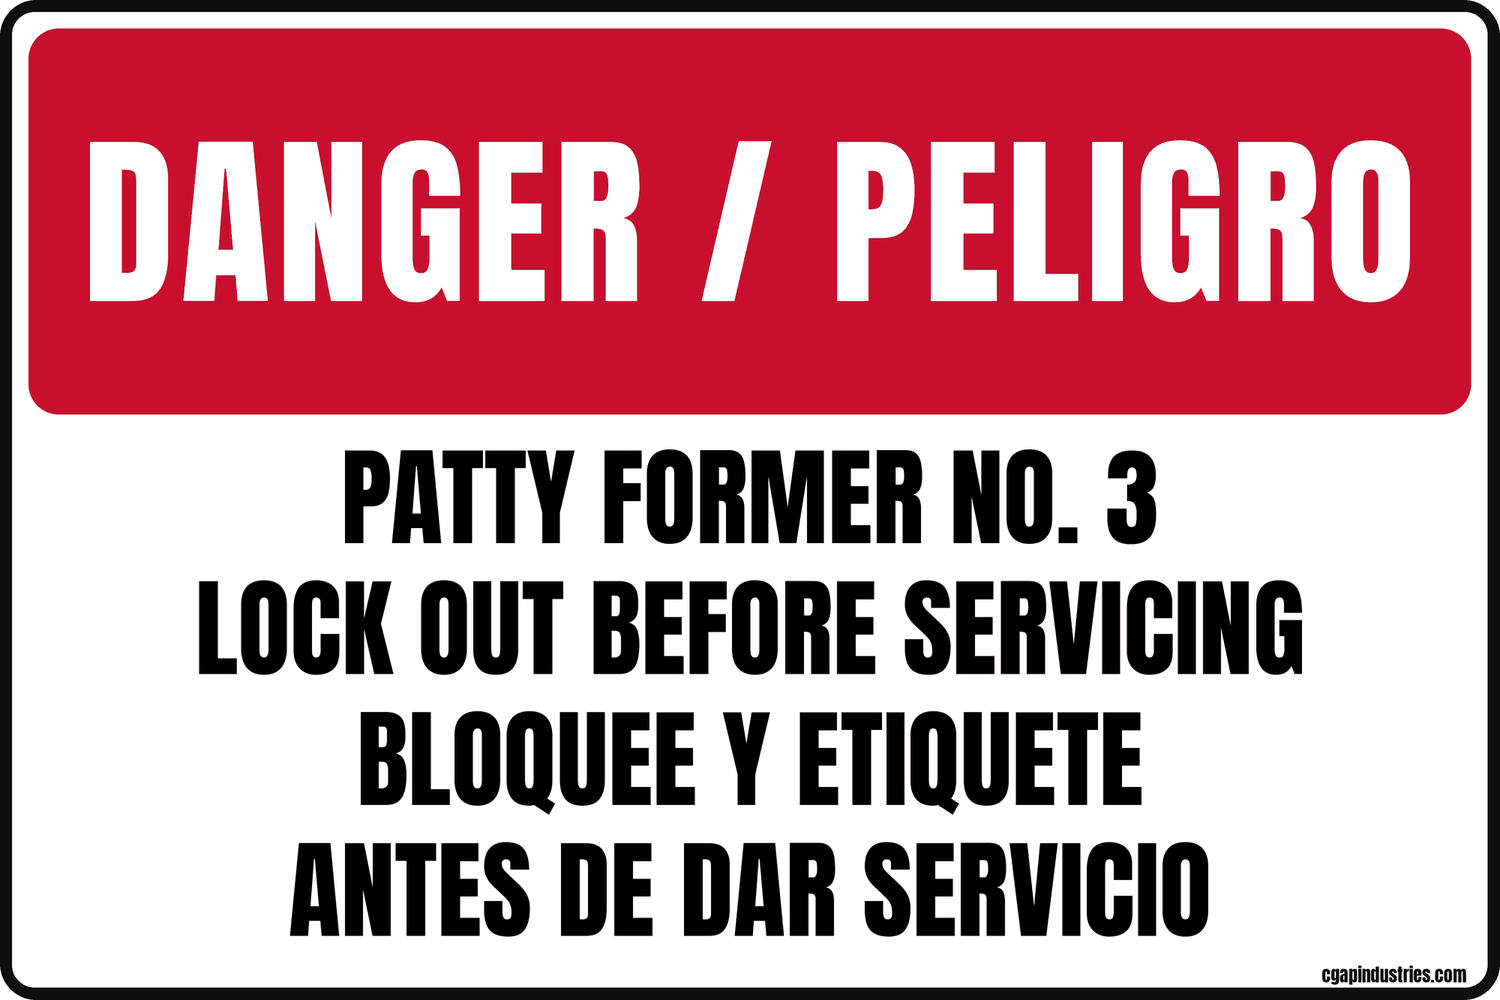 DANGER / PELIGRO
PATTY FORMER NO. 3
LOCK OUT BEFORE SERVICING
BLOQUEE Y ETIQUETE
ANTES DE DAR SERVICIO
cgapindustries.com